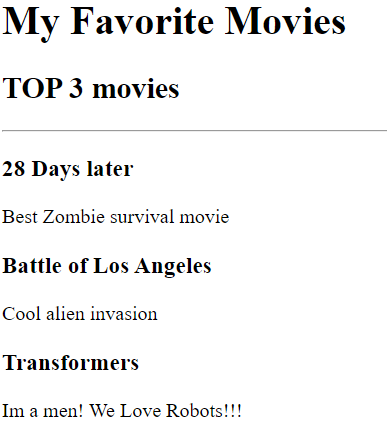 My Favorite Movies
TOP 3 movies
28 Days later
Best Zombie survival movie
Battle of Los Angeles
Cool alien invasion
Transformers
Im a men! We Love Robots!!!